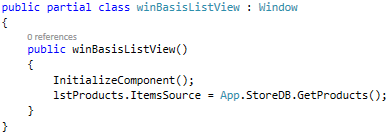 public partial class winBasisListView : Window
{
0 references
public winBasisListView()
{
InitializeComponent();
lstProducts.ItemsSource = App.StoreDB.GetProducts();
}
}